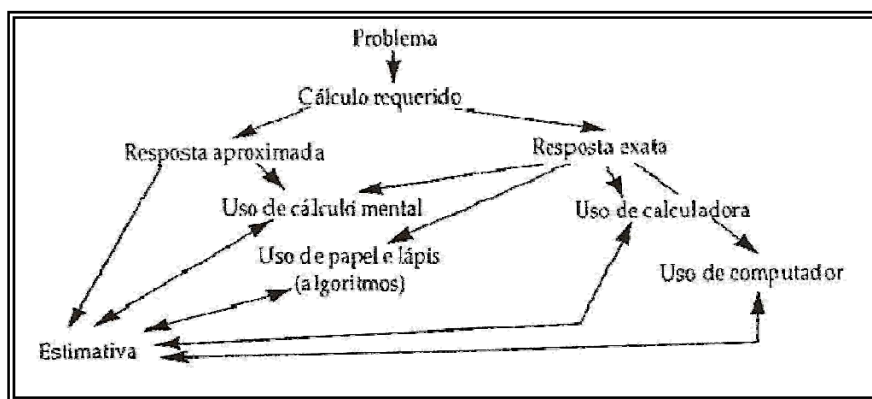 Problema
Cálculo requerido
Resposta aproximada
Resposta exata
Uso de cálculo mental
Uso de calculadora
Uso de papel e lápis
(algoritmos)
Uso de computador
Estimativa